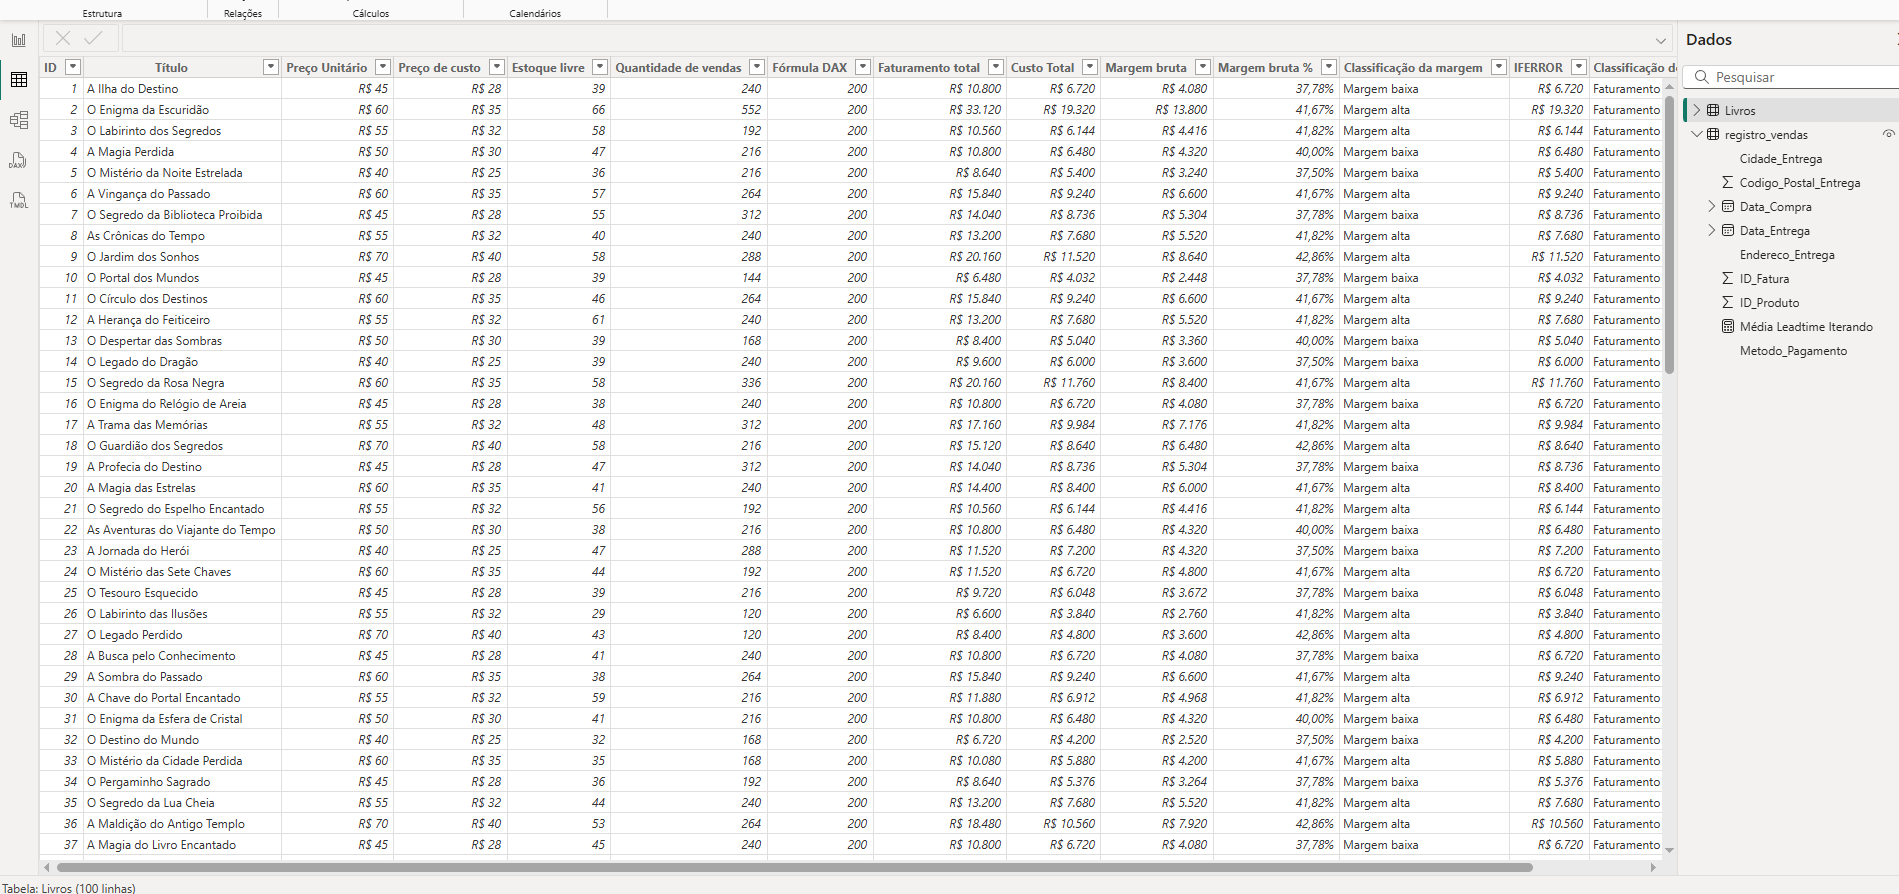 Estrutura Relações Cálculos Calendários
Dados
Pesquisar
ID Título Preço Unitário Preço de custo Estoque livre Quantidade de vendas Fórmula DAX Faturamento total Custo Total Margem bruta Margem bruta % Classificação da margem IFERROR Classificação d
1 A Ilha do Destino R$ 45 R$ 28 39 240 200 R$ 10.800 R$ 6.720 R$ 4.080 37,78% Margem baixa R$ 6.720 Faturamento
2 O Enigma da Escuridão R$ 60 R$ 35 66 552 200 R$ 33.120 R$ 19.320 R$ 13.800 41,67% Margem alta R$ 19.320 Faturamento
3 O Labirinto dos Segredos R$ 55 R$ 32 58 192 200 R$ 10.560 R$ 6.144 R$ 4.416 41,82% Margem alta R$ 6.144 Faturamento
4 A Magia Perdida R$ 50 R$ 30 47 216 200 R$ 10.800 R$ 6.480 R$ 4.320 40,00% Margem baixa R$ 6.480 Faturamento
5 O Mistério da Noite Estrelada R$ 40 R$ 25 36 216 200 R$ 8.640 R$ 5.400 R$ 3.240 37,50% Margem baixa R$ 5.400 Faturamento
6 A Vingança do Passado R$ 60 R$ 35 57 264 200 R$ 15.840 R$ 9.240 R$ 6.600 41,67% Margem alta R$ 9.240 Faturamento
7 O Segredo da Biblioteca Proibida R$ 45 R$ 28 55 312 200 R$ 14.040 R$ 8.736 R$ 5.304 37,78% Margem baixa R$ 8.736 Faturamento
8 As Crônicas do Tempo R$ 55 R$ 32 40 240 200 R$ 13.200 R$ 7.680 R$ 5.520 41,82% Margem alta R$ 7.680 Faturamento
9 O Jardim dos Sonhos R$ 70 R$ 40 58 288 200 R$ 20.160 R$ 11.520 R$ 8.640 42,86% Margem alta R$ 11.520 Faturamento
10 O Portal dos Mundos R$ 45 R$ 28 39 144 200 R$ 6.480 R$ 4.032 R$ 2.448 37,78% Margem baixa R$ 4.032 Faturamento
11 O Círculo dos Destinos R$ 60 R$ 35 46 264 200 R$ 15.840 R$ 9.240 R$ 6.600 41,67% Margem alta R$ 9.240 Faturamento
12 A Herança do Feiticeiro R$ 55 R$ 32 61 240 200 R$ 13.200 R$ 7.680 R$ 5.520 41,82% Margem alta R$ 7.680 Faturamento
13 O Despertar das Sombras R$ 50 R$ 30 39 168 200 R$ 8.400 R$ 5.040 R$ 3.360 40,00% Margem baixa R$ 5.040 Faturamento
14 O Legado do Dragão R$ 40 R$ 25 39 240 200 R$ 9.600 R$ 6.000 R$ 3.600 37,50% Margem baixa R$ 6.000 Faturamento
15 O Segredo da Rosa Negra R$ 60 R$ 35 58 336 200 R$ 20.160 R$ 11.760 R$ 8.400 41,67% Margem alta R$ 11.760 Faturamento
16 O Enigma do Relógio de Areia R$ 45 R$ 28 38 240 200 R$ 10.800 R$ 6.720 R$ 4.080 37,78% Margem baixa R$ 6.720 Faturamento
17 A Trama das Memórias R$ 55 R$ 32 48 312 200 R$ 17.160 R$ 9.984 R$ 7.176 41,82% Margem alta R$ 9.984 Faturamento
18 O Guardião dos Segredos R$ 70 R$ 40 58 216 200 R$ 15.120 R$ 8.640 R$ 6.480 42,86% Margem alta R$ 8.640 Faturamento
19 A Profecia do Destino R$ 45 R$ 28 47 312 200 R$ 14.040 R$ 8.736 R$ 5.304 37,78% Margem baixa R$ 8.736 Faturamento
20 A Magia das Estrelas R$ 60 R$ 35 41 240 200 R$ 14.400 R$ 8.400 R$ 6.000 41,67% Margem alta R$ 8.400 Faturamento
21 O Segredo do Espelho Encantado R$ 55 R$ 32 56 192 200 R$ 10.560 R$ 6.144 R$ 4.416 41,82% Margem alta R$ 6.144 Faturamento
22 As Aventuras do Viajante do Tempo R$ 50 R$ 30 38 216 200 R$ 10.800 R$ 6.480 R$ 4.320 40,00% Margem baixa R$ 6.480 Faturamento
23 A Jornada do Herói R$ 40 R$ 25 47 288 200 R$ 11.520 R$ 7.200 R$ 4.320 37,50% Margem baixa R$ 7.200 Faturamento
24 O Mistério das Sete Chaves R$ 60 R$ 35 44 192 200 R$ 11.520 R$ 6.720 R$ 4.800 41,67% Margem alta R$ 6.720 Faturamento
25 O Tesouro Esquecido R$ 45 R$ 28 39 216 200 R$ 9.720 R$ 6.048 R$ 3.672 37,78% Margem baixa R$ 6.048 Faturamento
26 O Labirinto das Ilusões R$ 55 R$ 32 29 120 200 R$ 6.600 R$ 3.840 R$ 2.760 41,82% Margem alta R$ 3.840 Faturamento
27 O Legado Perdido R$ 70 R$ 40 43 120 200 R$ 8.400 R$ 4.800 R$ 3.600 42,86% Margem alta R$ 4.800 Faturamento
28 A Busca pelo Conhecimento R$ 45 R$ 28 41 240 200 R$ 10.800 R$ 6.720 R$ 4.080 37,78% Margem baixa R$ 6.720 Faturamento
29 A Sombra do Passado R$ 60 R$ 35 38 264 200 R$ 15.840 R$ 9.240 R$ 6.600 41,67% Margem alta R$ 9.240 Faturamento
30 A Chave do Portal Encantado R$ 55 R$ 32 59 216 200 R$ 11.880 R$ 6.912 R$ 4.968 41,82% Margem alta R$ 6.912 Faturamento
31 O Enigma da Esfera de Cristal R$ 50 R$ 30 41 216 200 R$ 10.800 R$ 6.480 R$ 4.320 40,00% Margem baixa R$ 6.480 Faturamento
32 O Destino do Mundo R$ 40 R$ 25 32 168 200 R$ 6.720 R$ 4.200 R$ 2.520 37,50% Margem baixa R$ 4.200 Faturamento
33 O Mistério da Cidade Perdida R$ 60 R$ 35 35 168 200 R$ 10.080 R$ 5.880 R$ 4.200 41,67% Margem alta R$ 5.880 Faturamento
34 O Pergaminho Sagrado R$ 45 R$ 28 36 192 200 R$ 8.640 R$ 5.376 R$ 3.264 37,78% Margem baixa R$ 5.376 Faturamento
35 O Segredo da Lua Cheia R$ 55 R$ 32 44 240 200 R$ 13.200 R$ 7.680 R$ 5.520 41,82% Margem alta R$ 7.680 Faturamento
36 A Maldição do Antigo Templo R$ 70 R$ 40 53 264 200 R$ 18.480 R$ 10.560 R$ 7.920 42,86% Margem alta R$ 10.560 Faturamento
37 A Magia do Livro Encantado R$ 45 R$ 28 45 240 200 R$ 10.800 R$ 6.720 R$ 4.080 37,78% Margem baixa R$ 6.720 Faturamento
Livros
registro_vendas
Cidade_Entrega
Codigo_Postal_Entrega
Data_Compra
Data_Entrega
Endereco_Entrega
ID_Fatura
ID_Produto
Média Leadtime Iterando
Metodo_Pagamento
DAX
TMDL
Tabela: Livros (100 linhas)